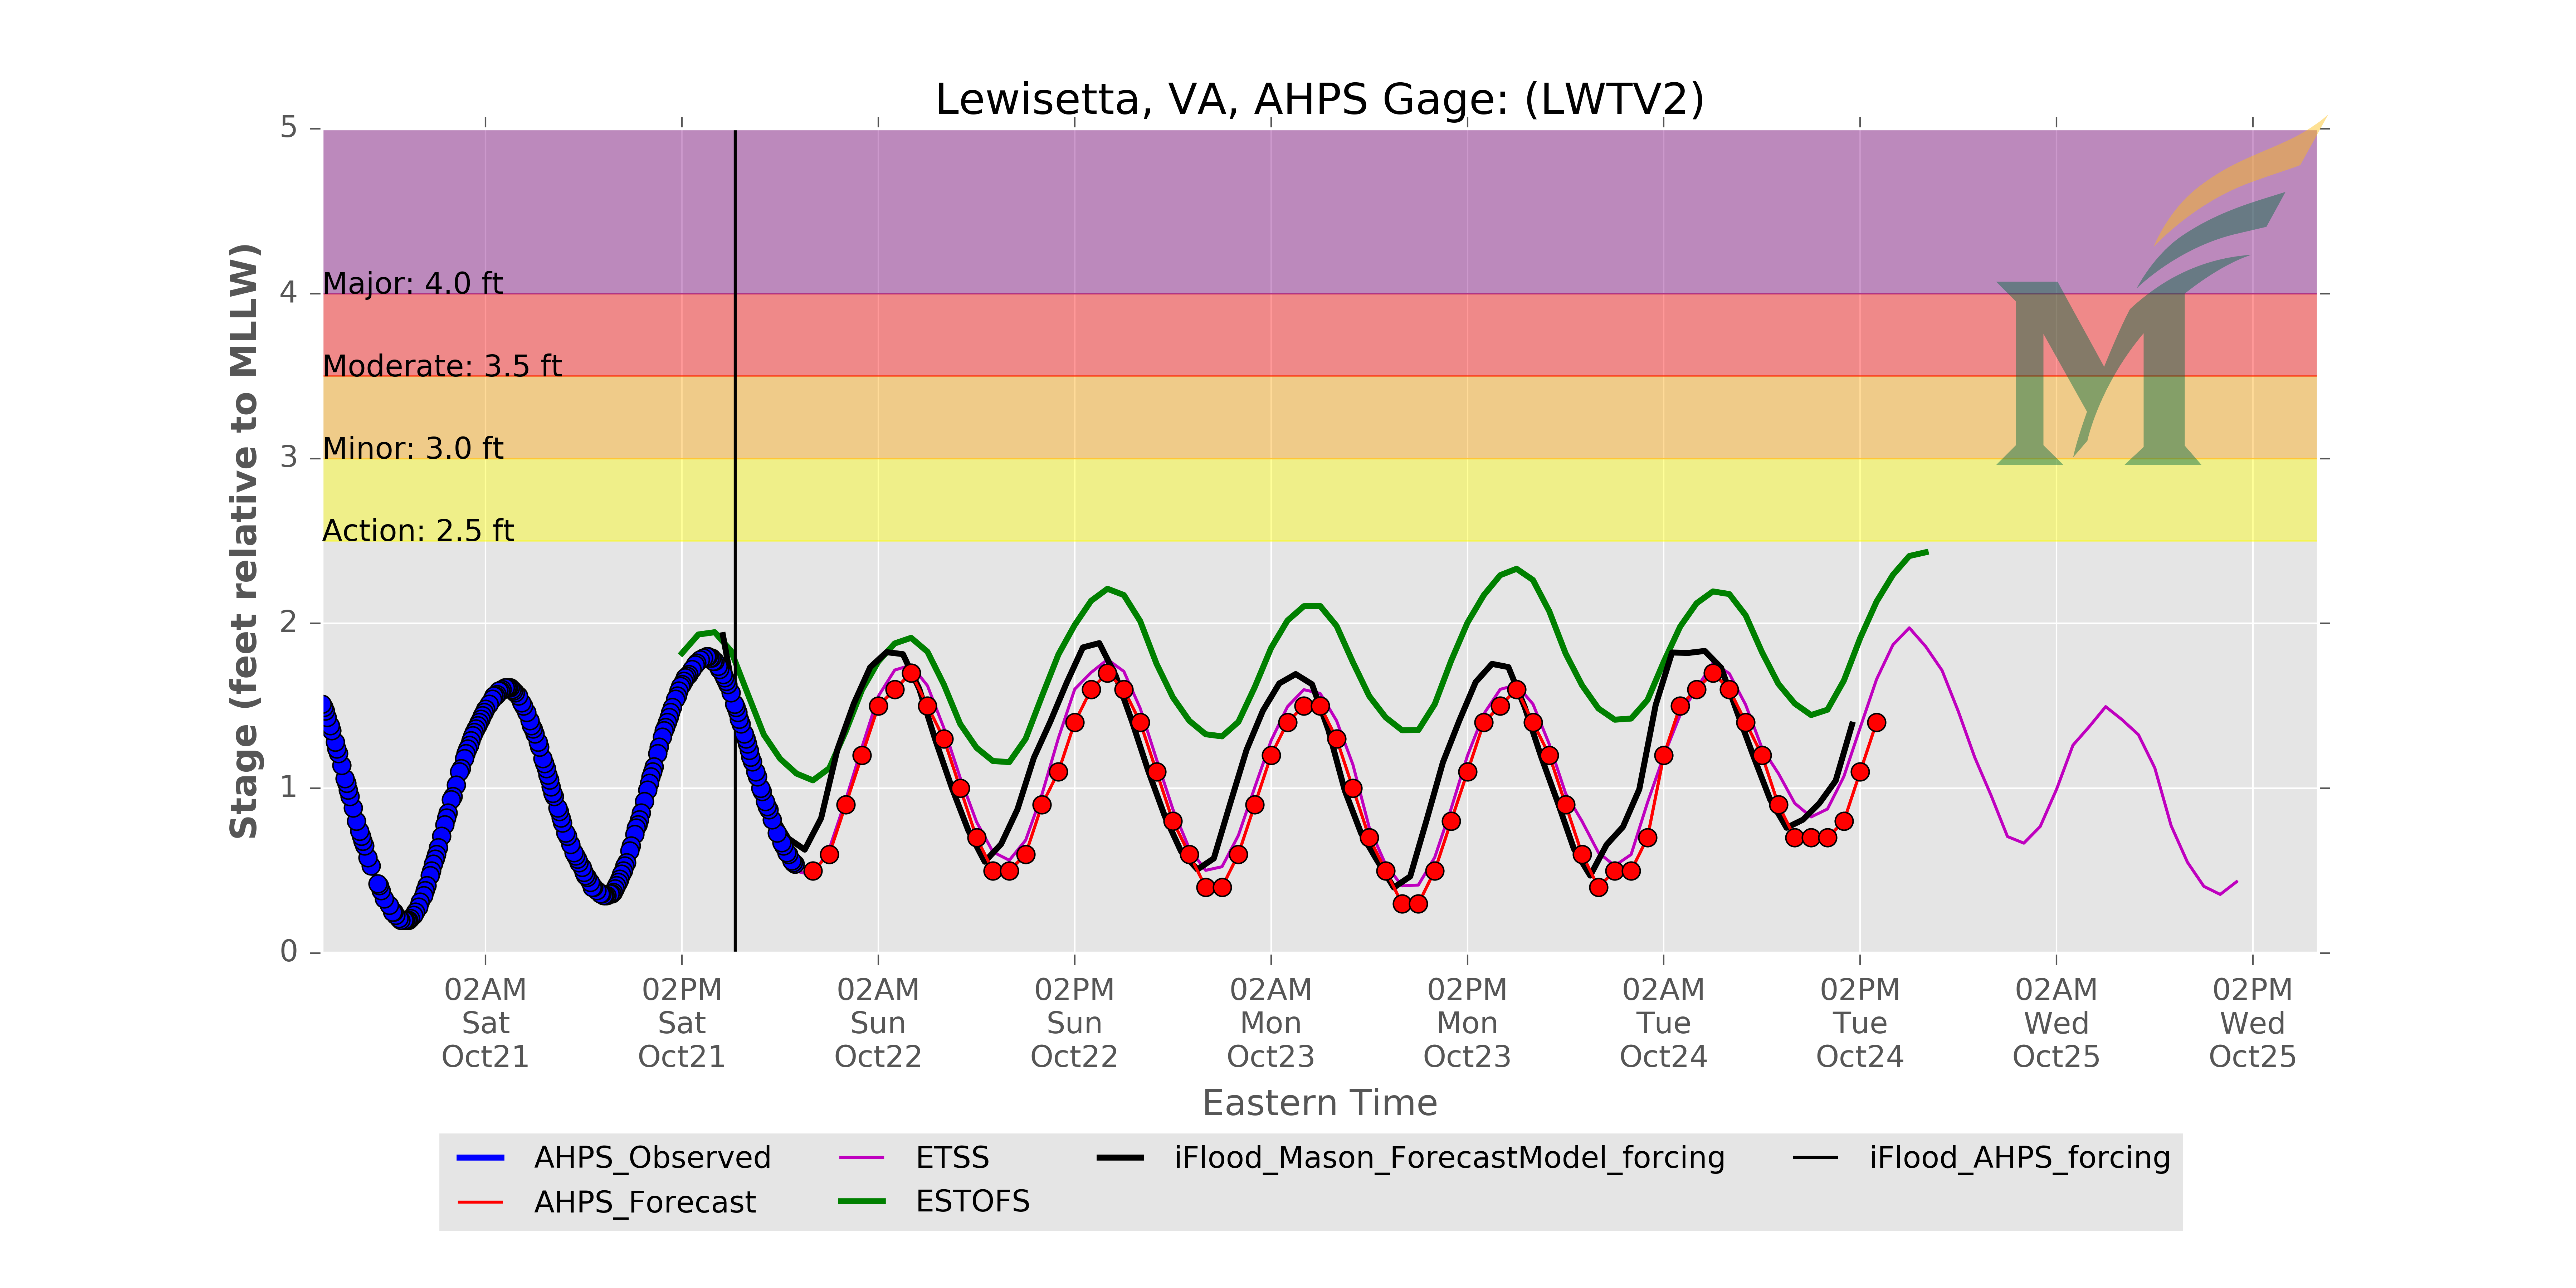 Lewisetta, VA, AHPS Gage: (LWTV2)
Stage (feet relative to MLLW)
5
4
3
2
1
0
Major: 4.0 ft
Moderate: 3.5 ft
Minor: 3.0 ft
Action: 2.5 ft
M
02AM 02PM 02AM 02PM 02AM 02PM 02AM 02PM 02AM 02PM
Sat Sat Sun Sun Mon Mon Tue Tue Wed Wed
Oct21 Oct21 Oct22 Oct22 Oct23 Oct23 Oct24 Oct24 Oct25 Oct25
Eastern Time
AHPS_Observed ETSS iFlood_Mason_ForecastModel_forcing iFlood_AHPS_forcing
AHPS_Forecast ESTOFS